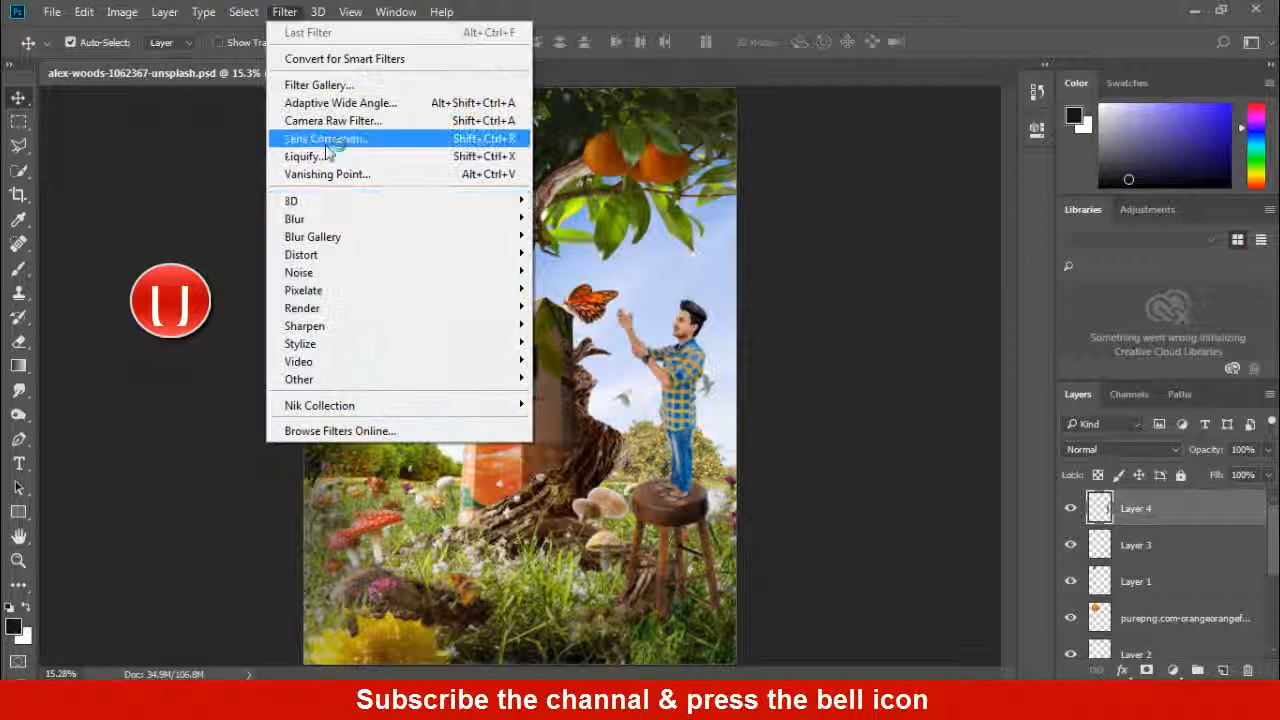 Ps File Edit Image Layer Type Select Filter 3D View Window Help
Auto-Select: Layer Show Tra 3D Mode:
alex-woods-1062367-unsplash.psd @ 15.3%
Last Filter Alt+Ctrl+F
Convert for Smart Filters
Filter Gallery...
Adaptive Wide Angle... Alt+Shift+Ctrl+A
Camera Raw Filter... Shift+Ctrl+A
Lens Correction... Shift+Ctrl+R
Liquify... Shift+Ctrl+X
Vanishing Point... Alt+Ctrl+V
3D
Blur
Blur Gallery
Distort
Noise
Pixelate
Render
Sharpen
Stylize
Video
Other
Nik Collection
Browse Filters Online...
U
Color Swatches
Libraries Adjustments
Something went wrong initializing
Creative Cloud Libraries
Layers Channels Paths
Kind
Normal Opacity: 100%
Lock: Fill: 100%
Layer 4
Layer 3
Layer 1
purepng.com-orangeorangef...
Layer 2
fx
15.28% Doc: 34.9M/106.8M
Subscribe the channal & press the bell icon